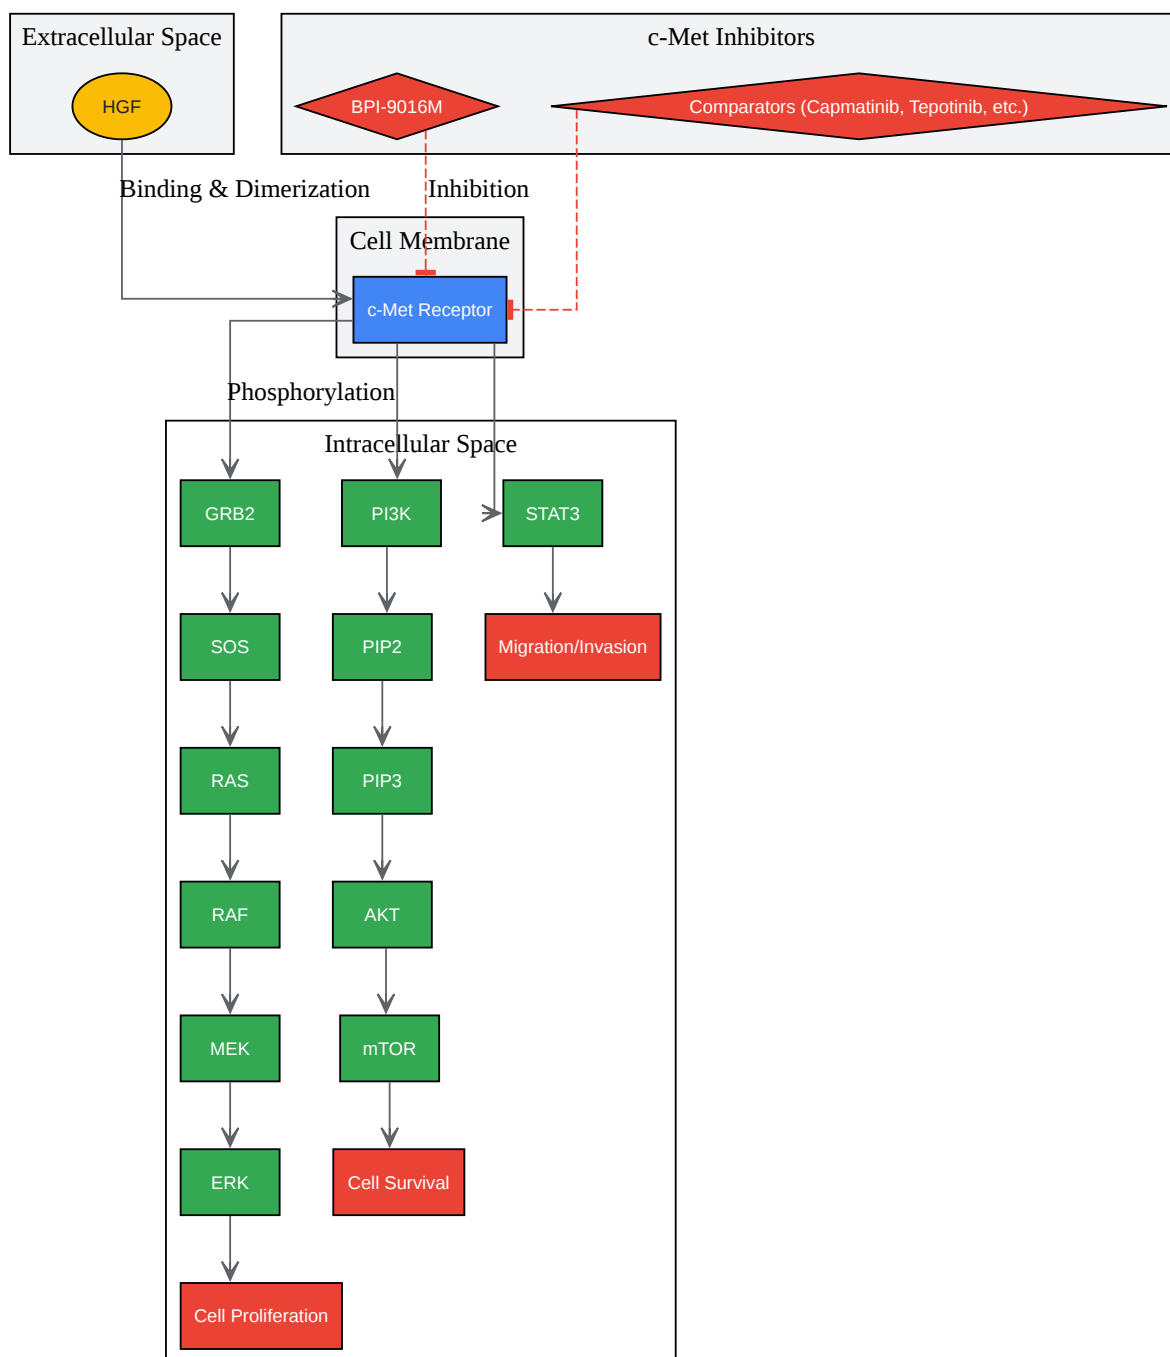 Extracellular Space
c-Met Inhibitors
HGF
BPI-9016M
Comparators (Capmatinib, Tepotinib, etc.)
Binding & Dimerization
Inhibition
Cell Membrane
c-Met Receptor
Phosphorylation
Intracellular Space
GRB2
PI3K
STAT3
SOS
PIP2
Migration/Invasion
RAS
PIP3
RAF
AKT
MEK
mTOR
ERK
Cell Survival
Cell Proliferation